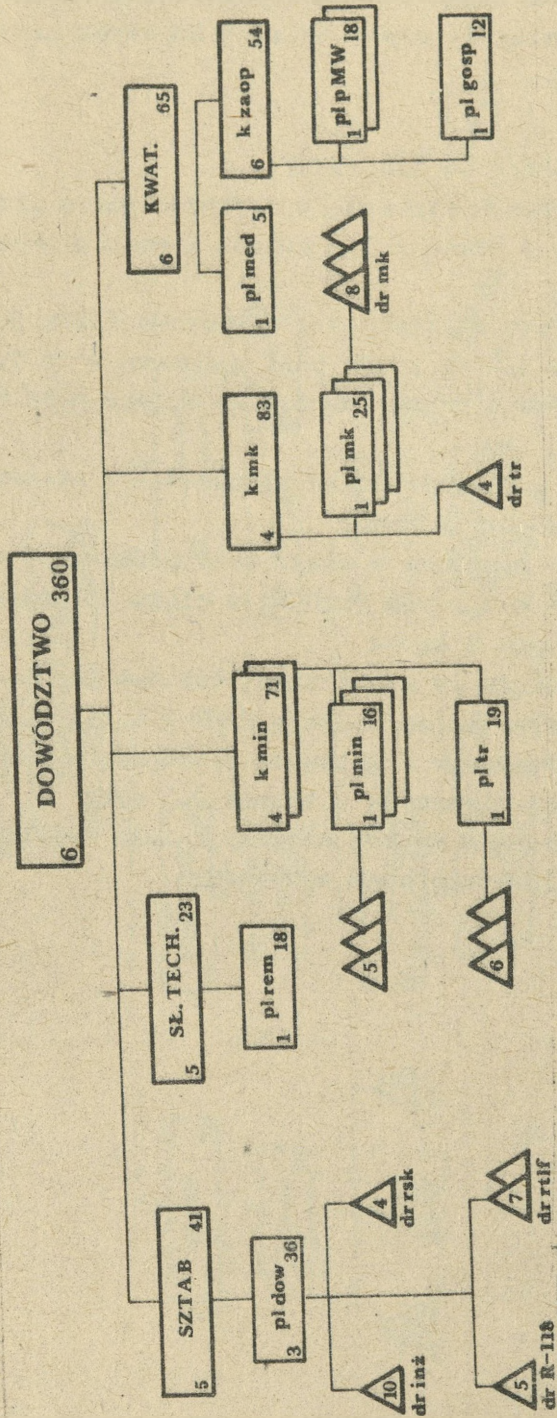 DOWÓDZTWO
6 360
SZTAB
5 41
SŁ. TECH.
5 23
KWAT.
6 65
pl dow
3 36
pl rem
1 18
k min
4 71
k mk
4 83
pl med
1 5
k zaop
6 54
10
dr inż
4
dr rsk
5
dr R-118
7
dr rtlf
5
pl min
1 16
6
pl tr
1 19
pl mk
1 25
8
dr mk
4
dr tr
pl p MW
1 18
pl gosp
1 12